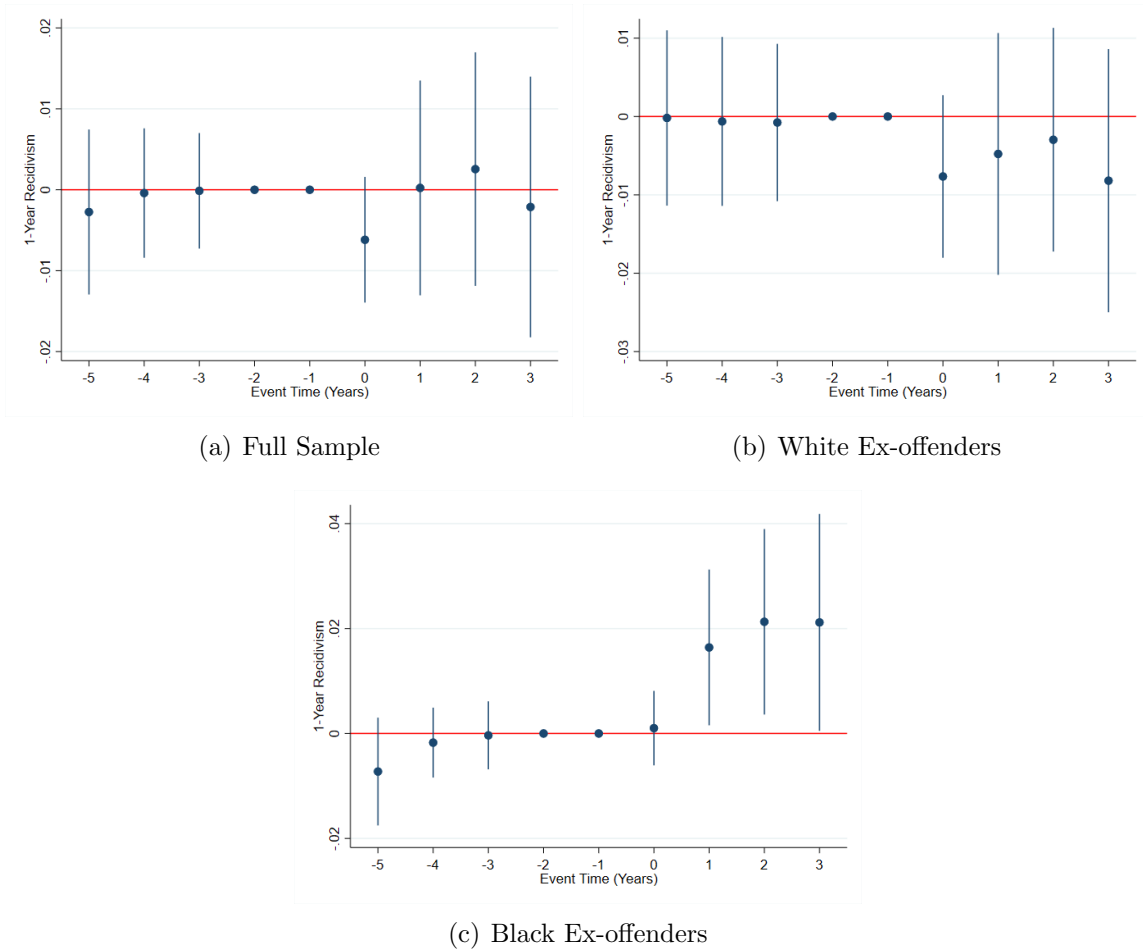 .02
.01
0
-.01
-.02
1-Year Recidivism
-5 -4 -3 -2 -1 0 1 2 3
Event Time (Years)
(a) Full Sample
.01
0
-.01
-.02
-.03
1-Year Recidivism
-5 -4 -3 -2 -1 0 1 2 3
Event Time (Years)
(b) White Ex-offenders
.04
.02
0
-.02
1-Year Recidivism
-5 -4 -3 -2 -1 0 1 2 3
Event Time (Years)
(c) Black Ex-offenders